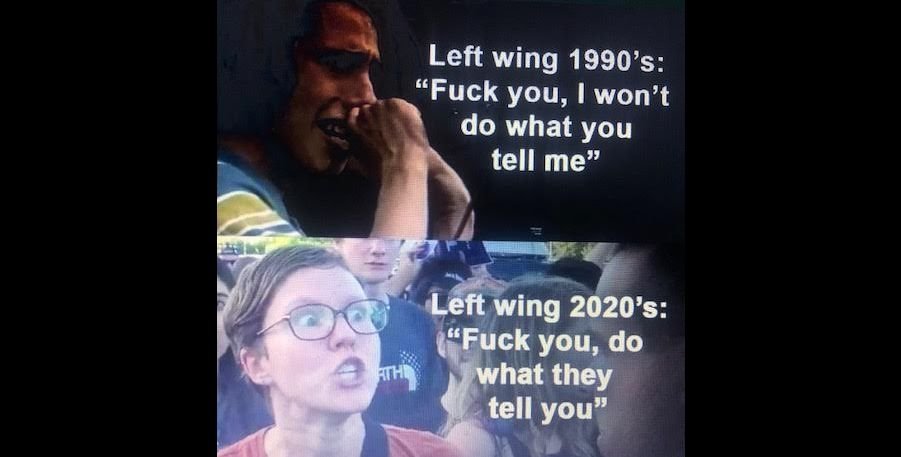 Left wing 1990's:
“Fuck you, I won't
do what you
tell me”
Left wing 2020's:
“Fuck you, do
what they
tell you”
ATH